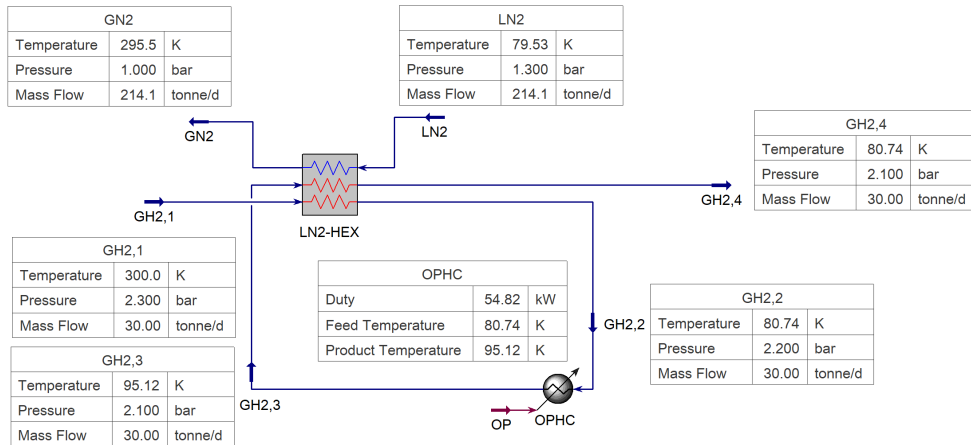 GN2
Temperature 295.5 K
Pressure 1.000 bar
Mass Flow 214.1 tonne/d
LN2
Temperature 79.53 K
Pressure 1.300 bar
Mass Flow 214.1 tonne/d
GN2
LN2
GH2,4
Temperature 80.74 K
Pressure 2.100 bar
Mass Flow 30.00 tonne/d
GH2,1
LN2-HEX
GH2,4
GH2,1
Temperature 300.0 K
Pressure 2.300 bar
Mass Flow 30.00 tonne/d
OPHC
Duty 54.82 kW
Feed Temperature 80.74 K
Product Temperature 95.12 K
GH2,2
GH2,2
Temperature 80.74 K
Pressure 2.200 bar
Mass Flow 30.00 tonne/d
GH2,3
Temperature 95.12 K
Pressure 2.100 bar
Mass Flow 30.00 tonne/d
GH2,3
OP
OPHC